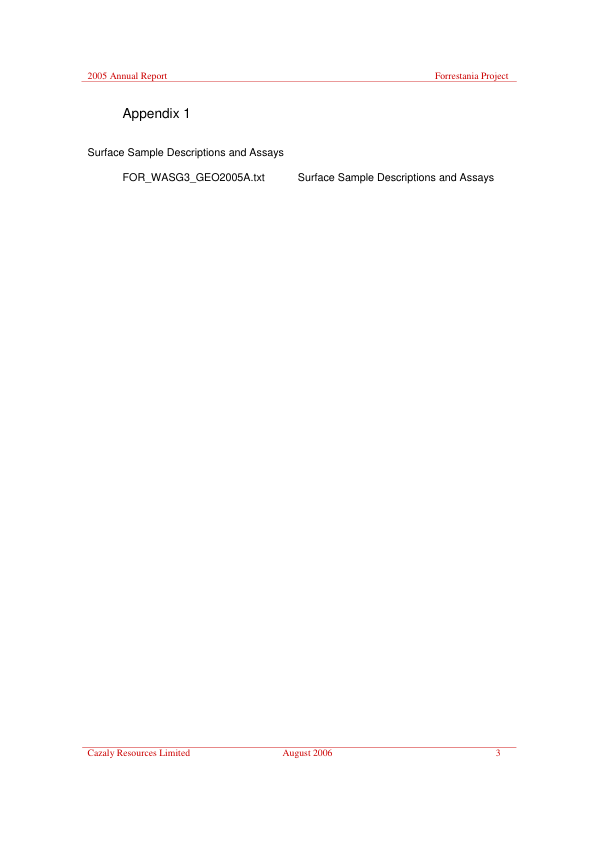 2005 Annual Report Forrestania Project
Appendix 1
Surface Sample Descriptions and Assays
FOR_WASG3_GEO2005A.txt Surface Sample Descriptions and Assays
Cazaly Resources Limited August 2006 3